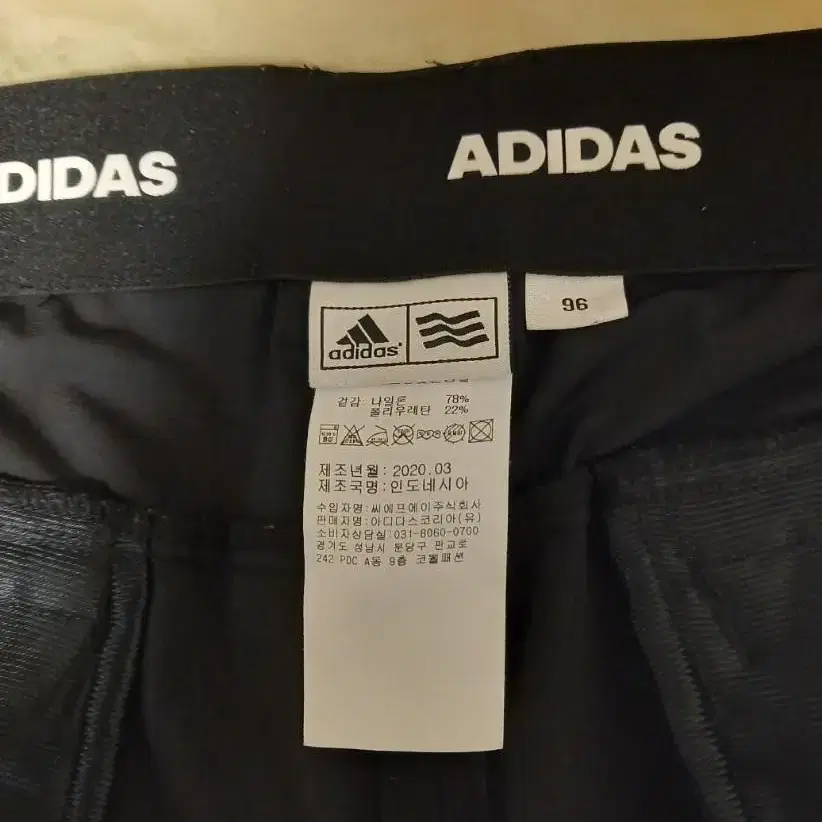 DIDAS
ADIDAS
adidas
96
겉감 나일론 78%
폴리우레탄 22%
제조년월 : 2020.03
제조국명 : 인도네시아
수입자명:씨에프에이주식회사
판매자명:아디다스코리아(유)
소비자상담실:031-8060-0700
경기도 성남시 분당구 판교로
242 PDC A동 9층 코웰패션